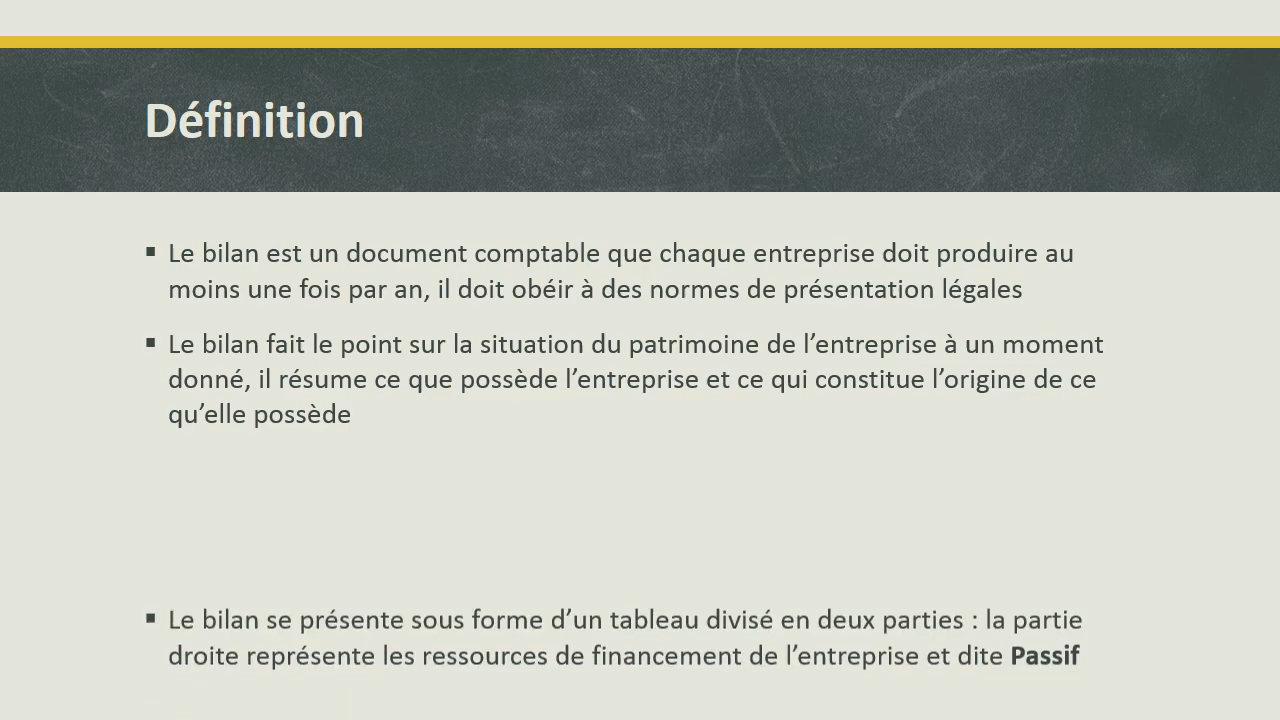 Définition
▪ Le bilan est un document comptable que chaque entreprise doit produire au
moins une fois par an, il doit obéir à des normes de présentation légales
▪ Le bilan fait le point sur la situation du patrimoine de l’entreprise à un moment
donné, il résume ce que possède l’entreprise et ce qui constitue l’origine de ce
qu’elle possède
▪ Le bilan se présente sous forme d’un tableau divisé en deux parties : la partie
droite représente les ressources de financement de l’entreprise et dite Passif